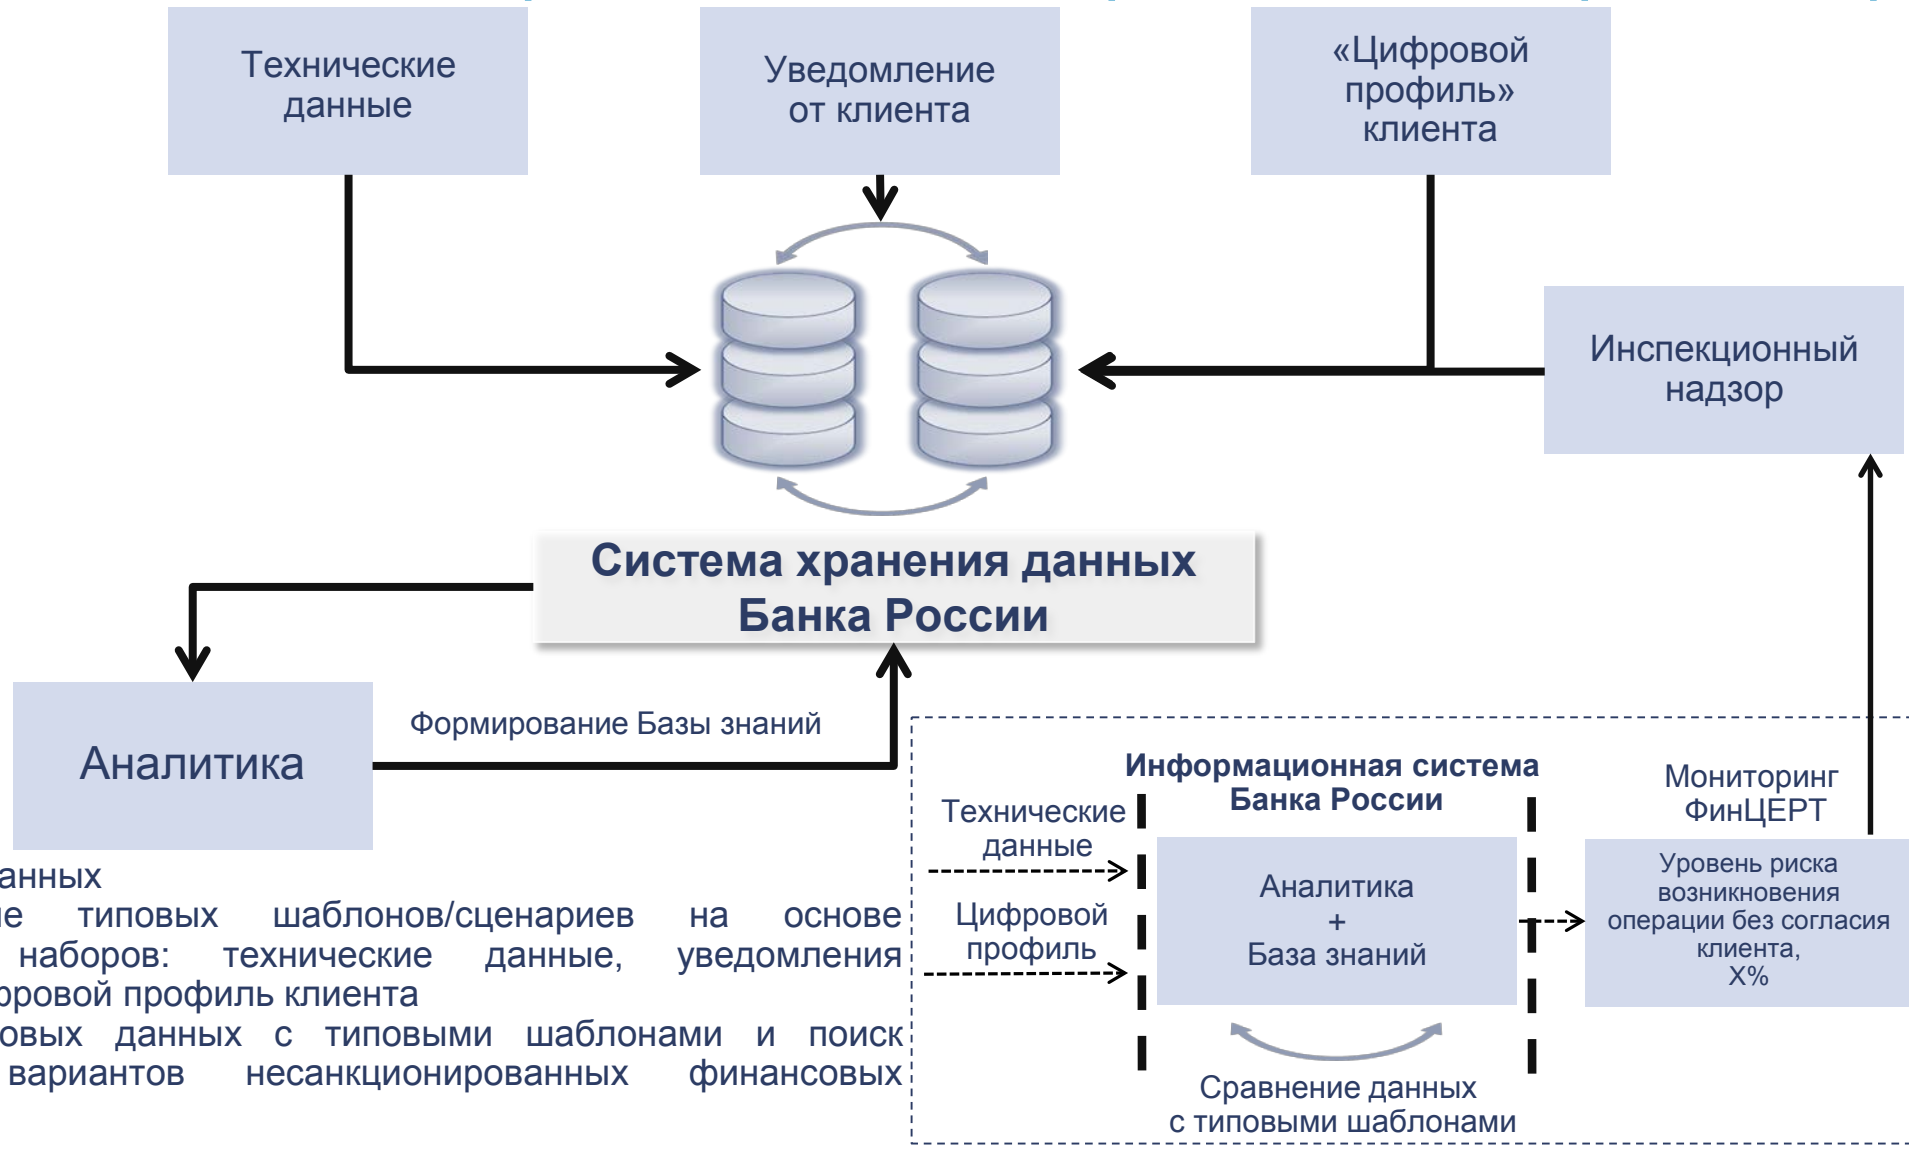 Технические
данные
Уведомление
от клиента
«Цифровой
профиль»
клиента
Инспекционный
надзор
Система хранения данных
Банка России
Аналитика
Формирование Базы знаний
Информационная система
Банка России
Мониторинг
ФинЦЕРТ
Технические
данные
Цифровой
профиль
Аналитика
+
База знаний
Уровень риска
возникновения
операции без согласия
клиента,
X%
Сравнение данных
с типовыми шаблонами
типовых шаблонов/сценариев на основе
наборов: технические данные, уведомления
профиль клиента
данных с типовыми шаблонами и поиск
вариантов несанкционированных финансовых